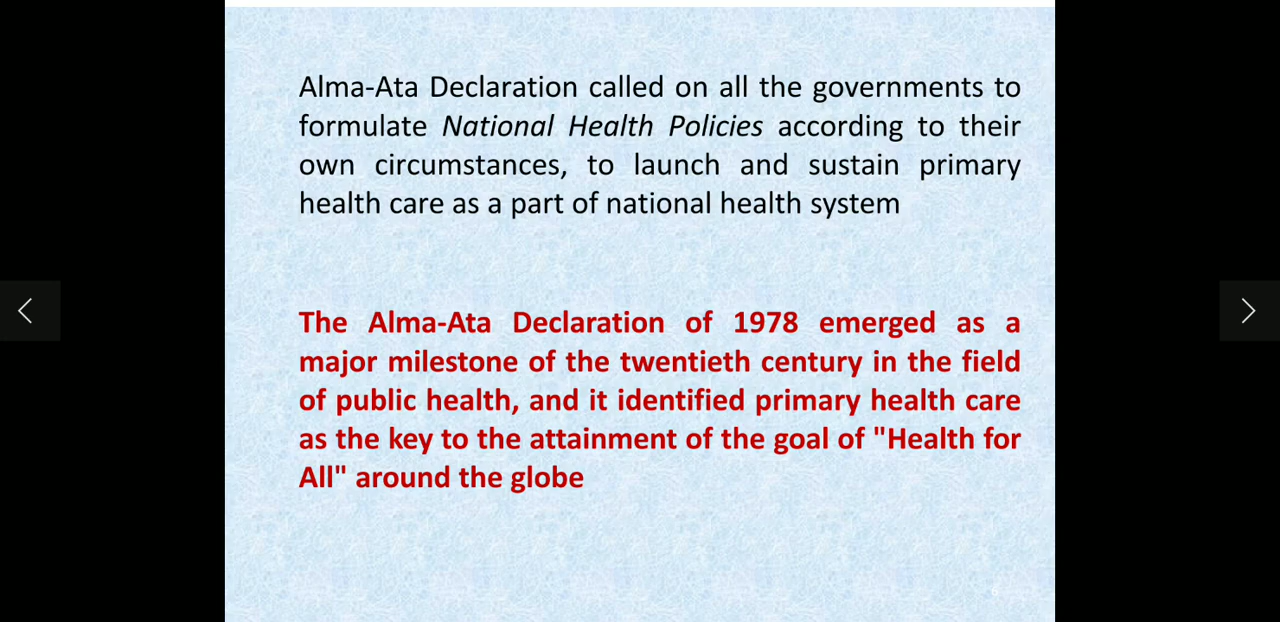 Alma-Ata Declaration called on all the governments to
formulate National Health Policies according to their
own circumstances, to launch and sustain primary
health care as a part of national health system
The Alma-Ata Declaration of 1978 emerged as a
major milestone of the twentieth century in the field
of public health, and it identified primary health care
as the key to the attainment of the goal of "Health for
All" around the globe